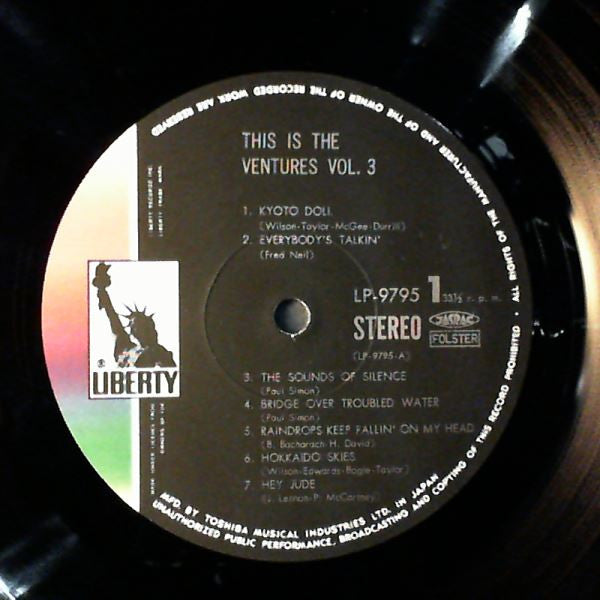 THIS IS THE
VENTURES VOL. 3
1. KYOTO DOLL
(Wilson-Taylor-McGee-Durrill)
2. EVERYBODY'S TALKIN'
(Fred Neil)
LP-9795 1 33⅓ r. p. m.
STEREO JASRAC
(LP-9795-A) FOLSTER
3. THE SOUNDS OF SILENCE
(Paul Simon)
4. BRIDGE OVER TROUBLED WATER
(Paul Simon)
5. RAINDROPS KEEP FALLIN' ON MY HEAD
(B. Bacharach-H. David)
6. HOKKAIDO SKIES
(Wilson-Edwards-Bogle-Taylor)
7. HEY JUDE
(J. Lennon-P. McCartney)
® LIBERTY
MFD. BY TOSHIBA MUSICAL INDUSTRIES LTD. IN JAPAN
ALL RIGHTS OF THE MANUFACTURER AND OF THE OWNER OF THE RECORDED WORK ARE RESERVED
UNAUTHORIZED PUBLIC PERFORMANCE, BROADCASTING AND COPYING OF THIS RECORD PROHIBITED